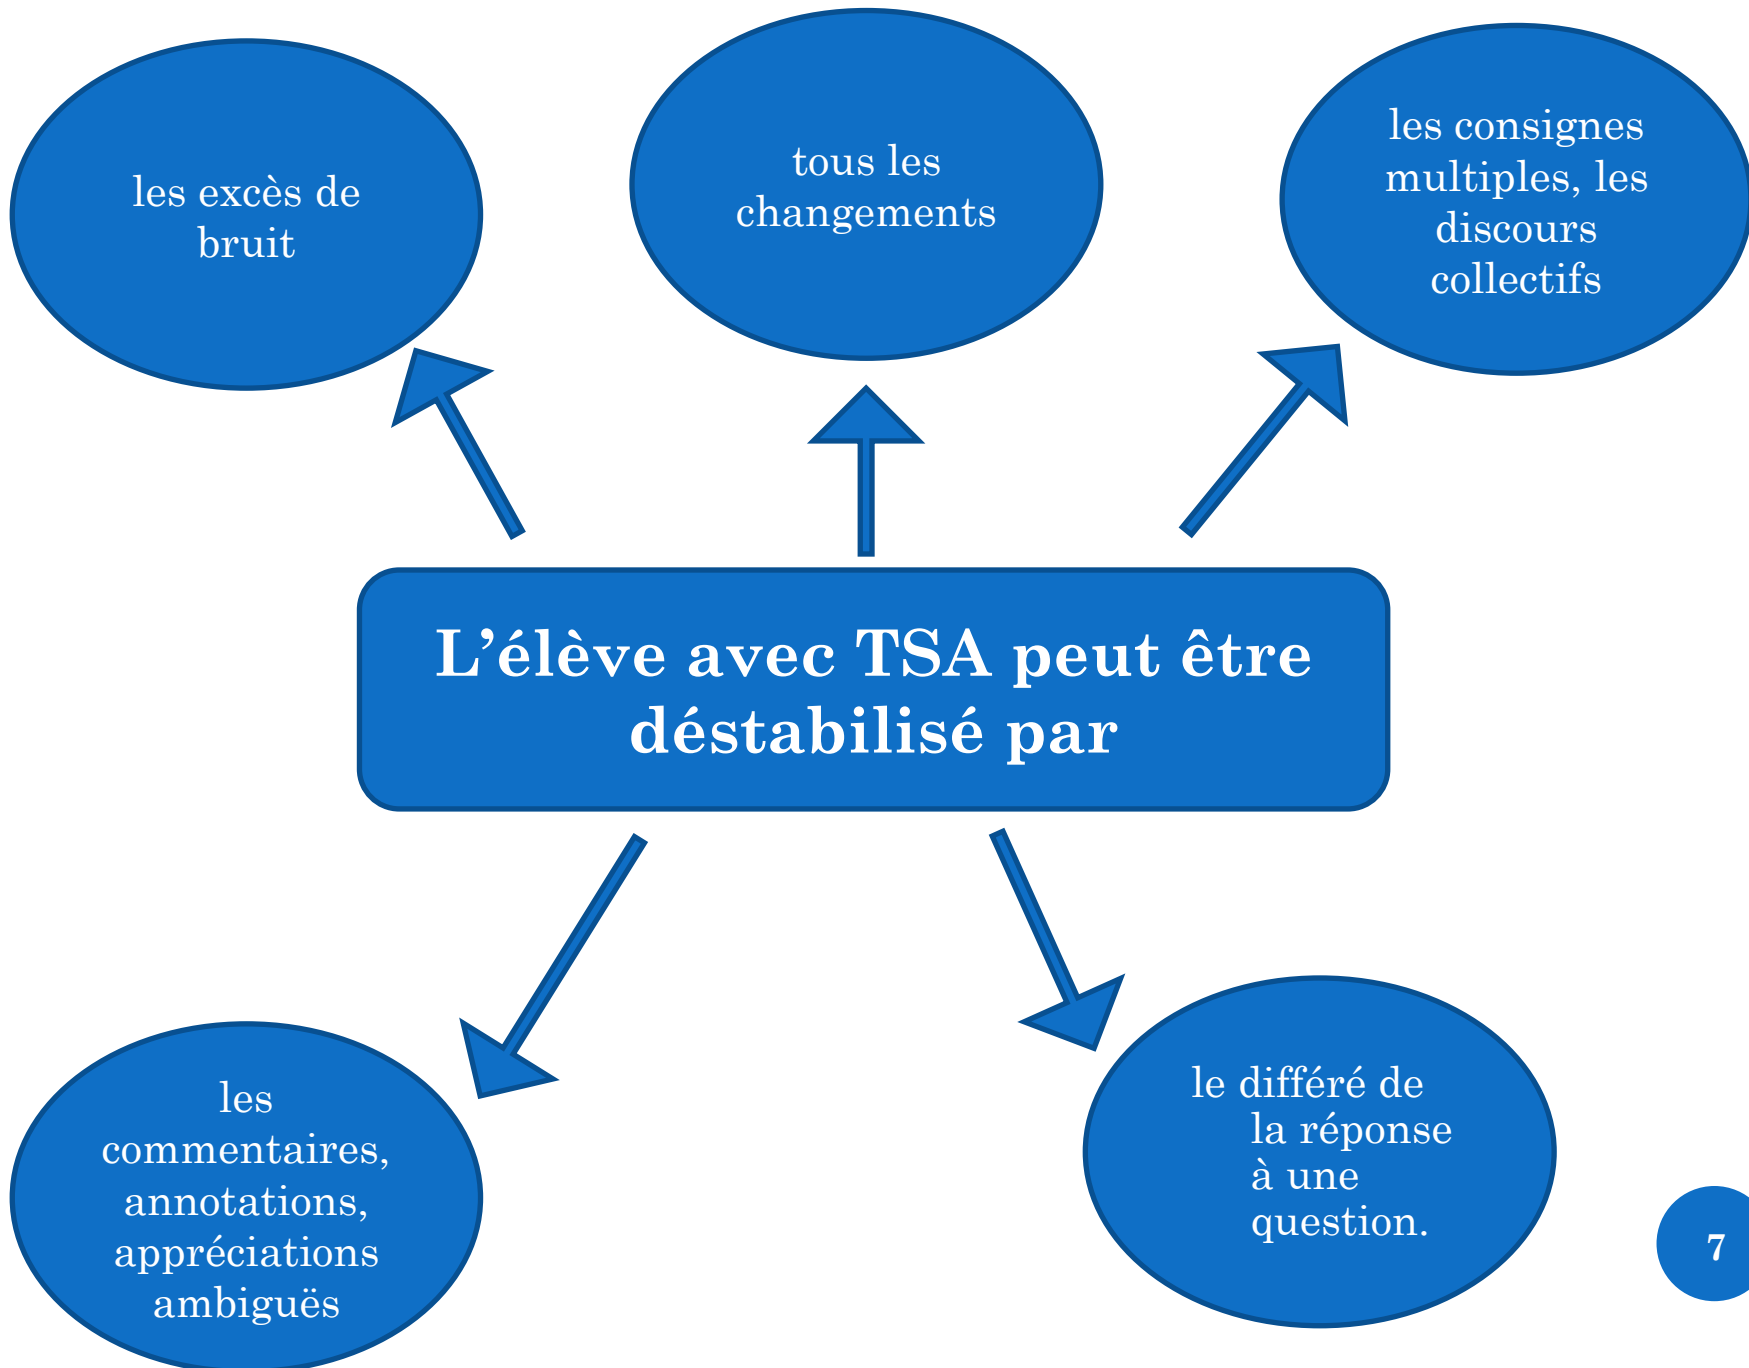 les excès de
bruit
tous les
changements
les consignes
multiples, les
discours
collectifs
L’élève avec TSA peut être
déstabilisé par
les
commentaires,
annotations,
appréciations
ambiguës
le différé de
la réponse
à une
question.
7